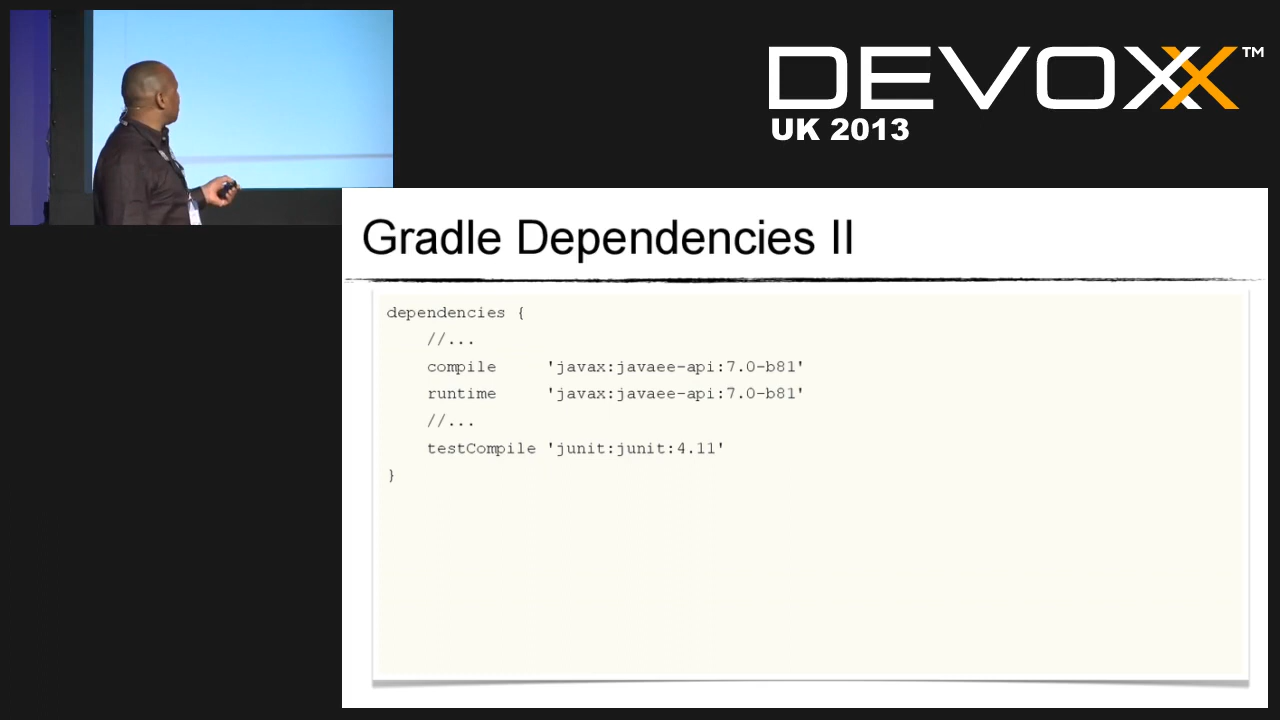 DEVOXX™
UK 2013
Gradle Dependencies II
dependencies {
    //...
    compile     'javax:javaee-api:7.0-b81'
    runtime     'javax:javaee-api:7.0-b81'
    //...
    testCompile 'junit:junit:4.11'
}